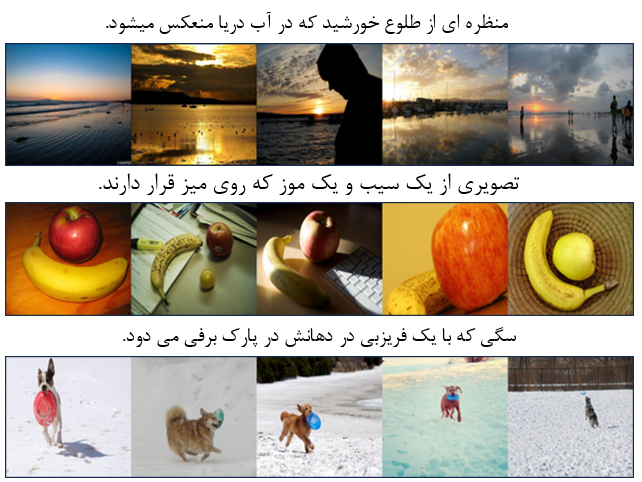 منظره ای از طلوع خورشید که در آب دریا منعکس میشود.
تصویری از یک سیب و یک موز که روی میز قرار دارند.
سگی که با یک فریزبی در دهانش در پارک برفی می دود.